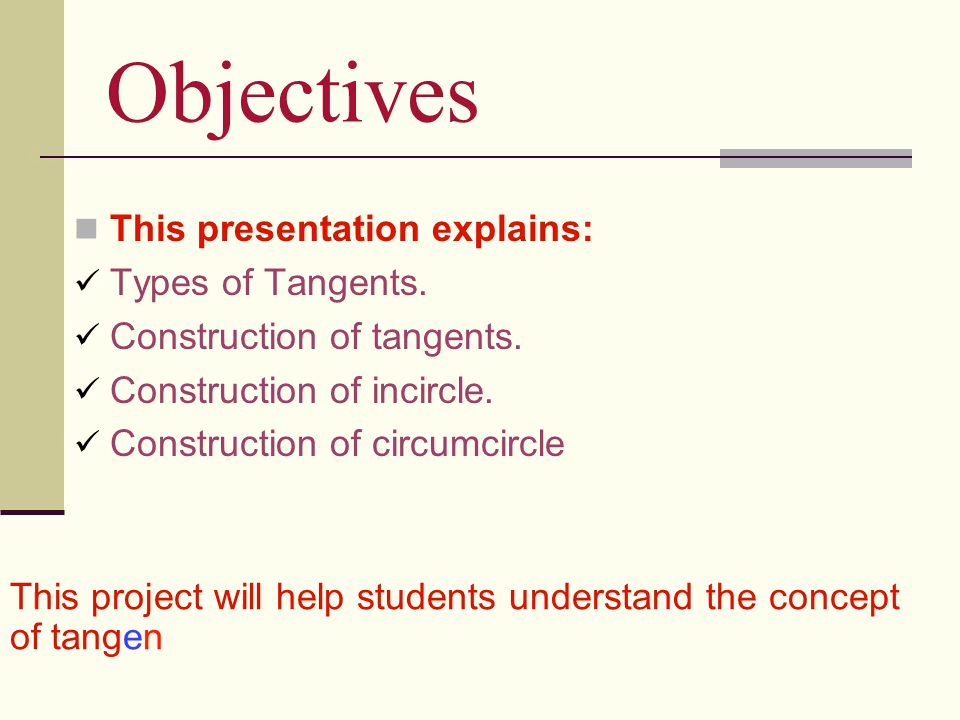 Objectives
This presentation explains:
Types of Tangents.
Construction of tangents.
Construction of incircle.
Construction of circumcircle
This project will help students understand the concept
of tangen